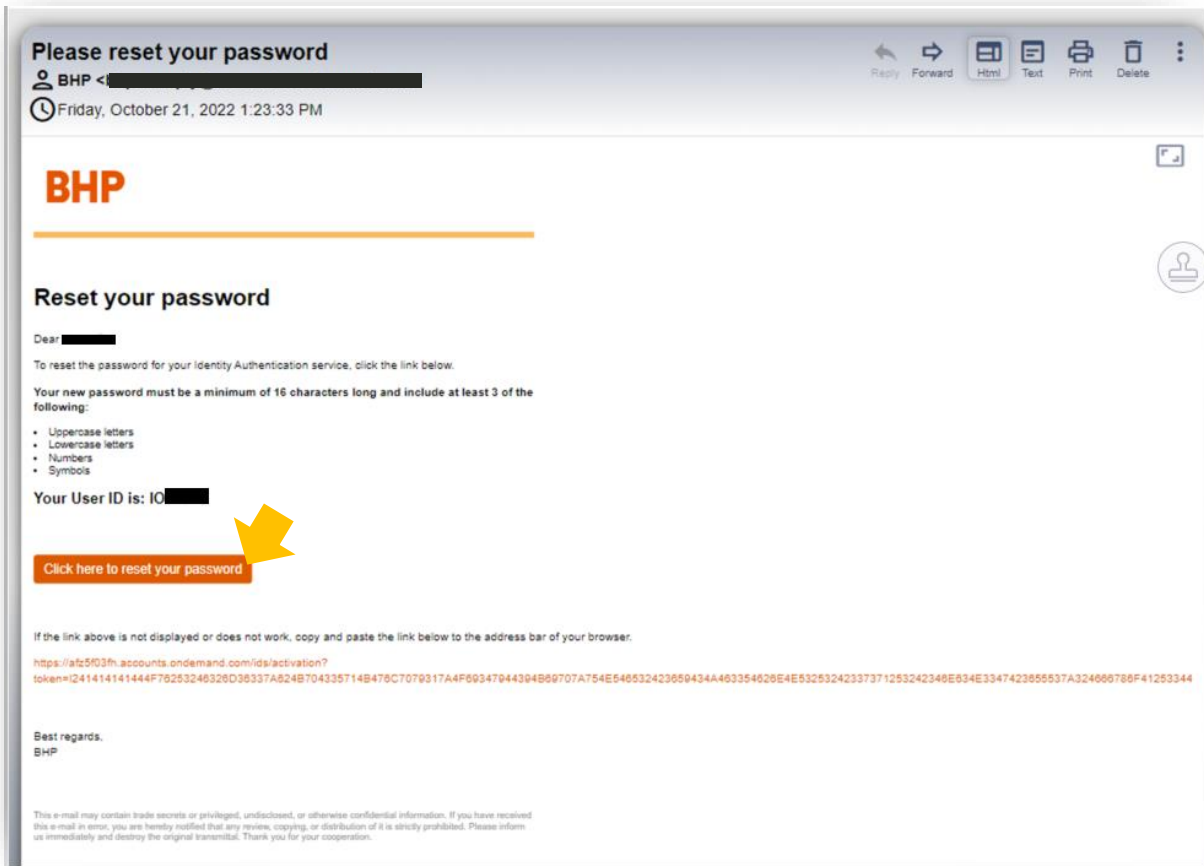 Please reset your password
BHP <
Friday, October 21, 2022 1:23:33 PM
Reply Forward Html Text Print Delete
BHP
Reset your password
Dear
To reset the password for your Identity Authentication service, click the link below.
Your new password must be a minimum of 16 characters long and include at least 3 of the
following:
• Uppercase letters
• Lowercase letters
• Numbers
• Symbols
Your User ID is: IO
Click here to reset your password
If the link above is not displayed or does not work, copy and paste the link below to the address bar of your browser.
https://afz5f03fh.accounts.ondemand.com/ids/activation?
Best regards,
BHP
This e-mail may contain trade secrets or privileged, undisclosed, or otherwise confidential information. If you have received
this e-mail in error, you are hereby notified that any review, copying, or distribution of it is strictly prohibited. Please inform
us immediately and destroy the original transmittal. Thank you for your cooperation.